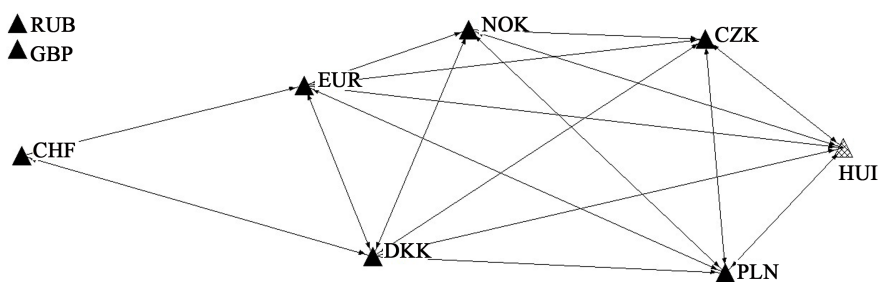 RUB
GBP
NOK
CZK
EUR
CHF
HUI
DKK
PLN